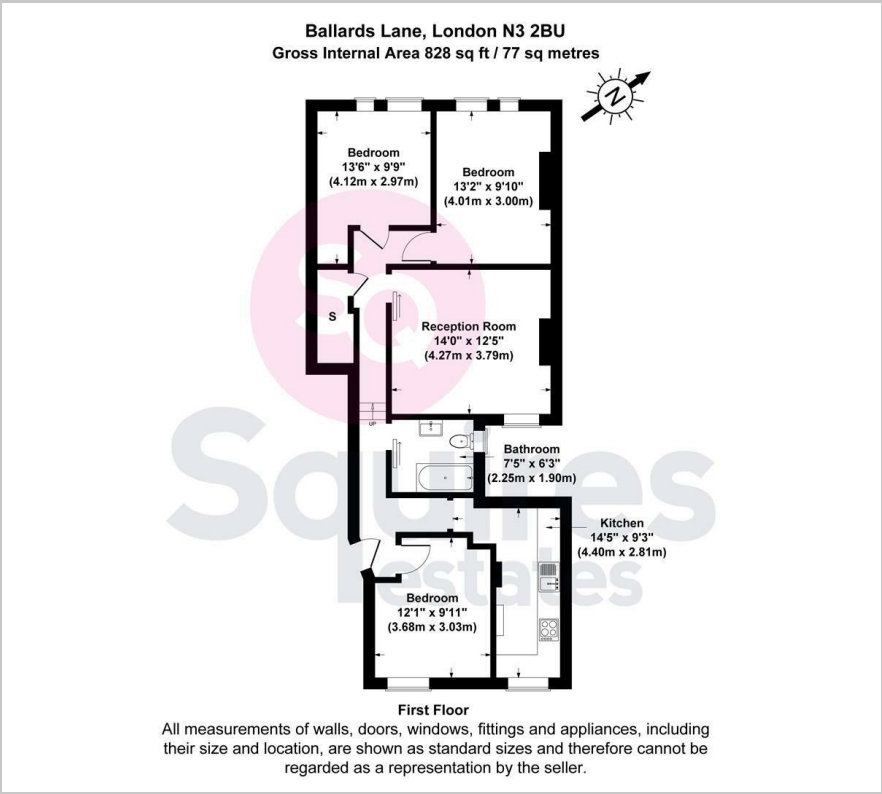 Ballards Lane, London N3 2BU
Gross Internal Area 828 sq ft / 77 sq metres
N
Bedroom
13'6" x 9'9"
(4.12m x 2.97m)
Bedroom
13'2" x 9'10"
(4.01m x 3.00m)
SQ
S
Reception Room
14'0" x 12'5"
(4.27m x 3.79m)
UP
Bathroom
7'5" x 6'3"
(2.25m x 1.90m)
Squires
estates
Kitchen
14'5" x 9'3"
(4.40m x 2.81m)
Bedroom
12'1" x 9'11"
(3.68m x 3.03m)
First Floor
All measurements of walls, doors, windows, fittings and appliances, including
their size and location, are shown as standard sizes and therefore cannot be
regarded as a representation by the seller.